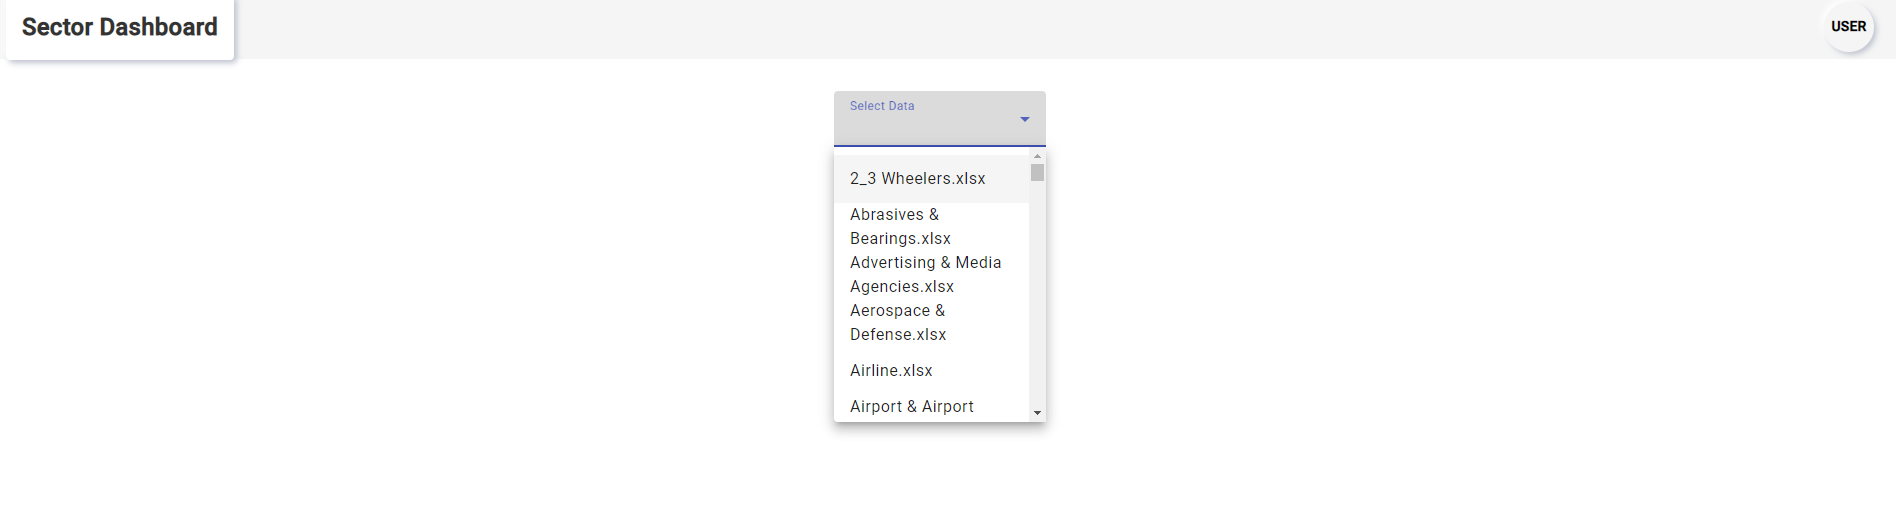 Sector Dashboard
USER
Select Data
2_3 Wheelers.xlsx
Abrasives &
Bearings.xlsx
Advertising & Media
Agencies.xlsx
Aerospace &
Defense.xlsx
Airline.xlsx
Airport & Airport